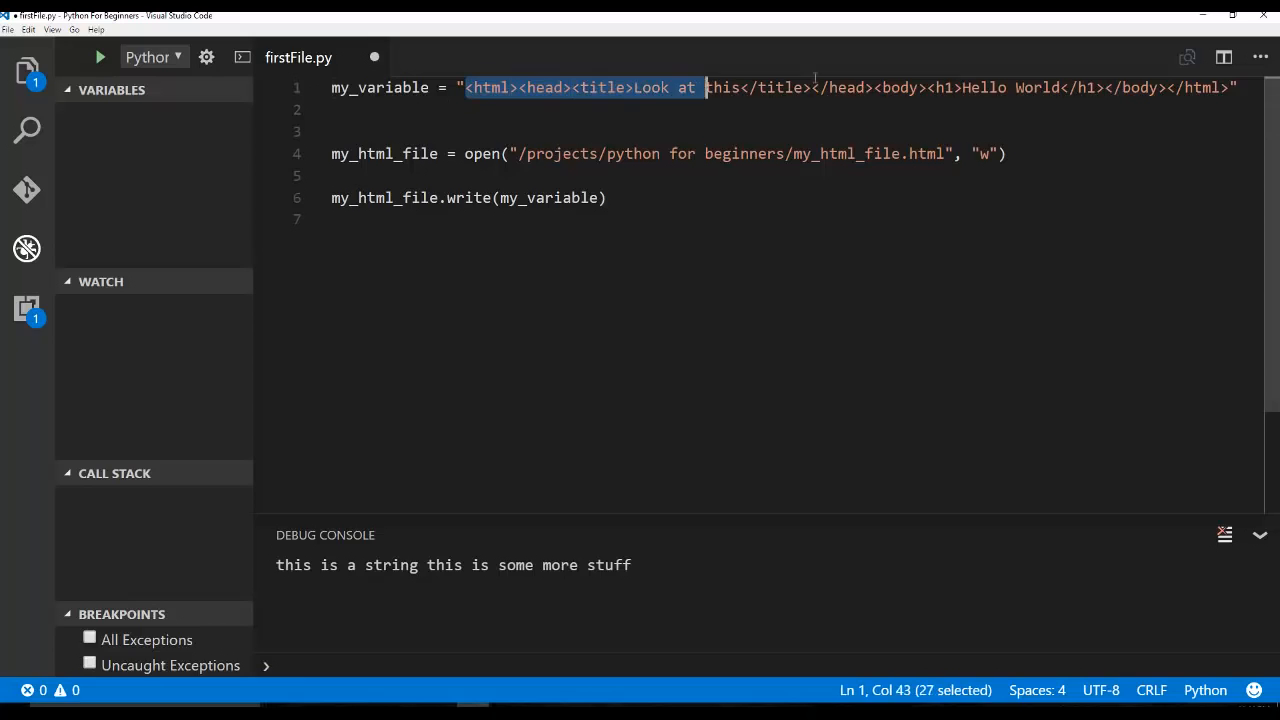 • firstFile.py - Python For Beginners - Visual Studio Code
File Edit View Go Help
1
Python ▼
firstFile.py
VARIABLES
1 my_variable = "<html><head><title>Look at this</title></head><body><h1>Hello World</h1></body></html>"
2
3
4 my_html_file = open("/projects/python for beginners/my_html_file.html", "w")
5
6 my_html_file.write(my_variable)
7
WATCH
1
CALL STACK
DEBUG CONSOLE
this is a string this is some more stuff
BREAKPOINTS
All Exceptions
Uncaught Exceptions
0 0 Ln 1, Col 43 (27 selected) Spaces: 4 UTF-8 CRLF Python